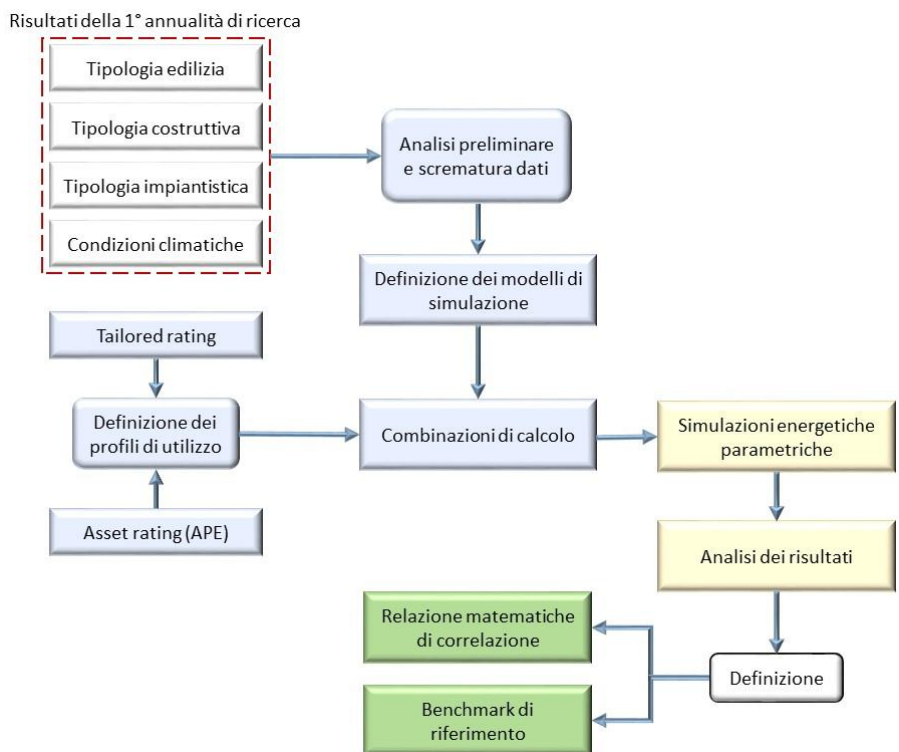 Risultati della 1° annualità di ricerca
Tipologia edilizia
Tipologia costruttiva
Tipologia impiantistica
Condizioni climatiche
Analisi preliminare
e scrematura dati
Definizione dei modelli di
simulazione
Tailored rating
Definizione dei
profili di utilizzo
Asset rating (APE)
Combinazioni di calcolo
Simulazioni energetiche
parametriche
Analisi dei risultati
Definizione
Relazione matematiche
di correlazione
Benchmark di
riferimento